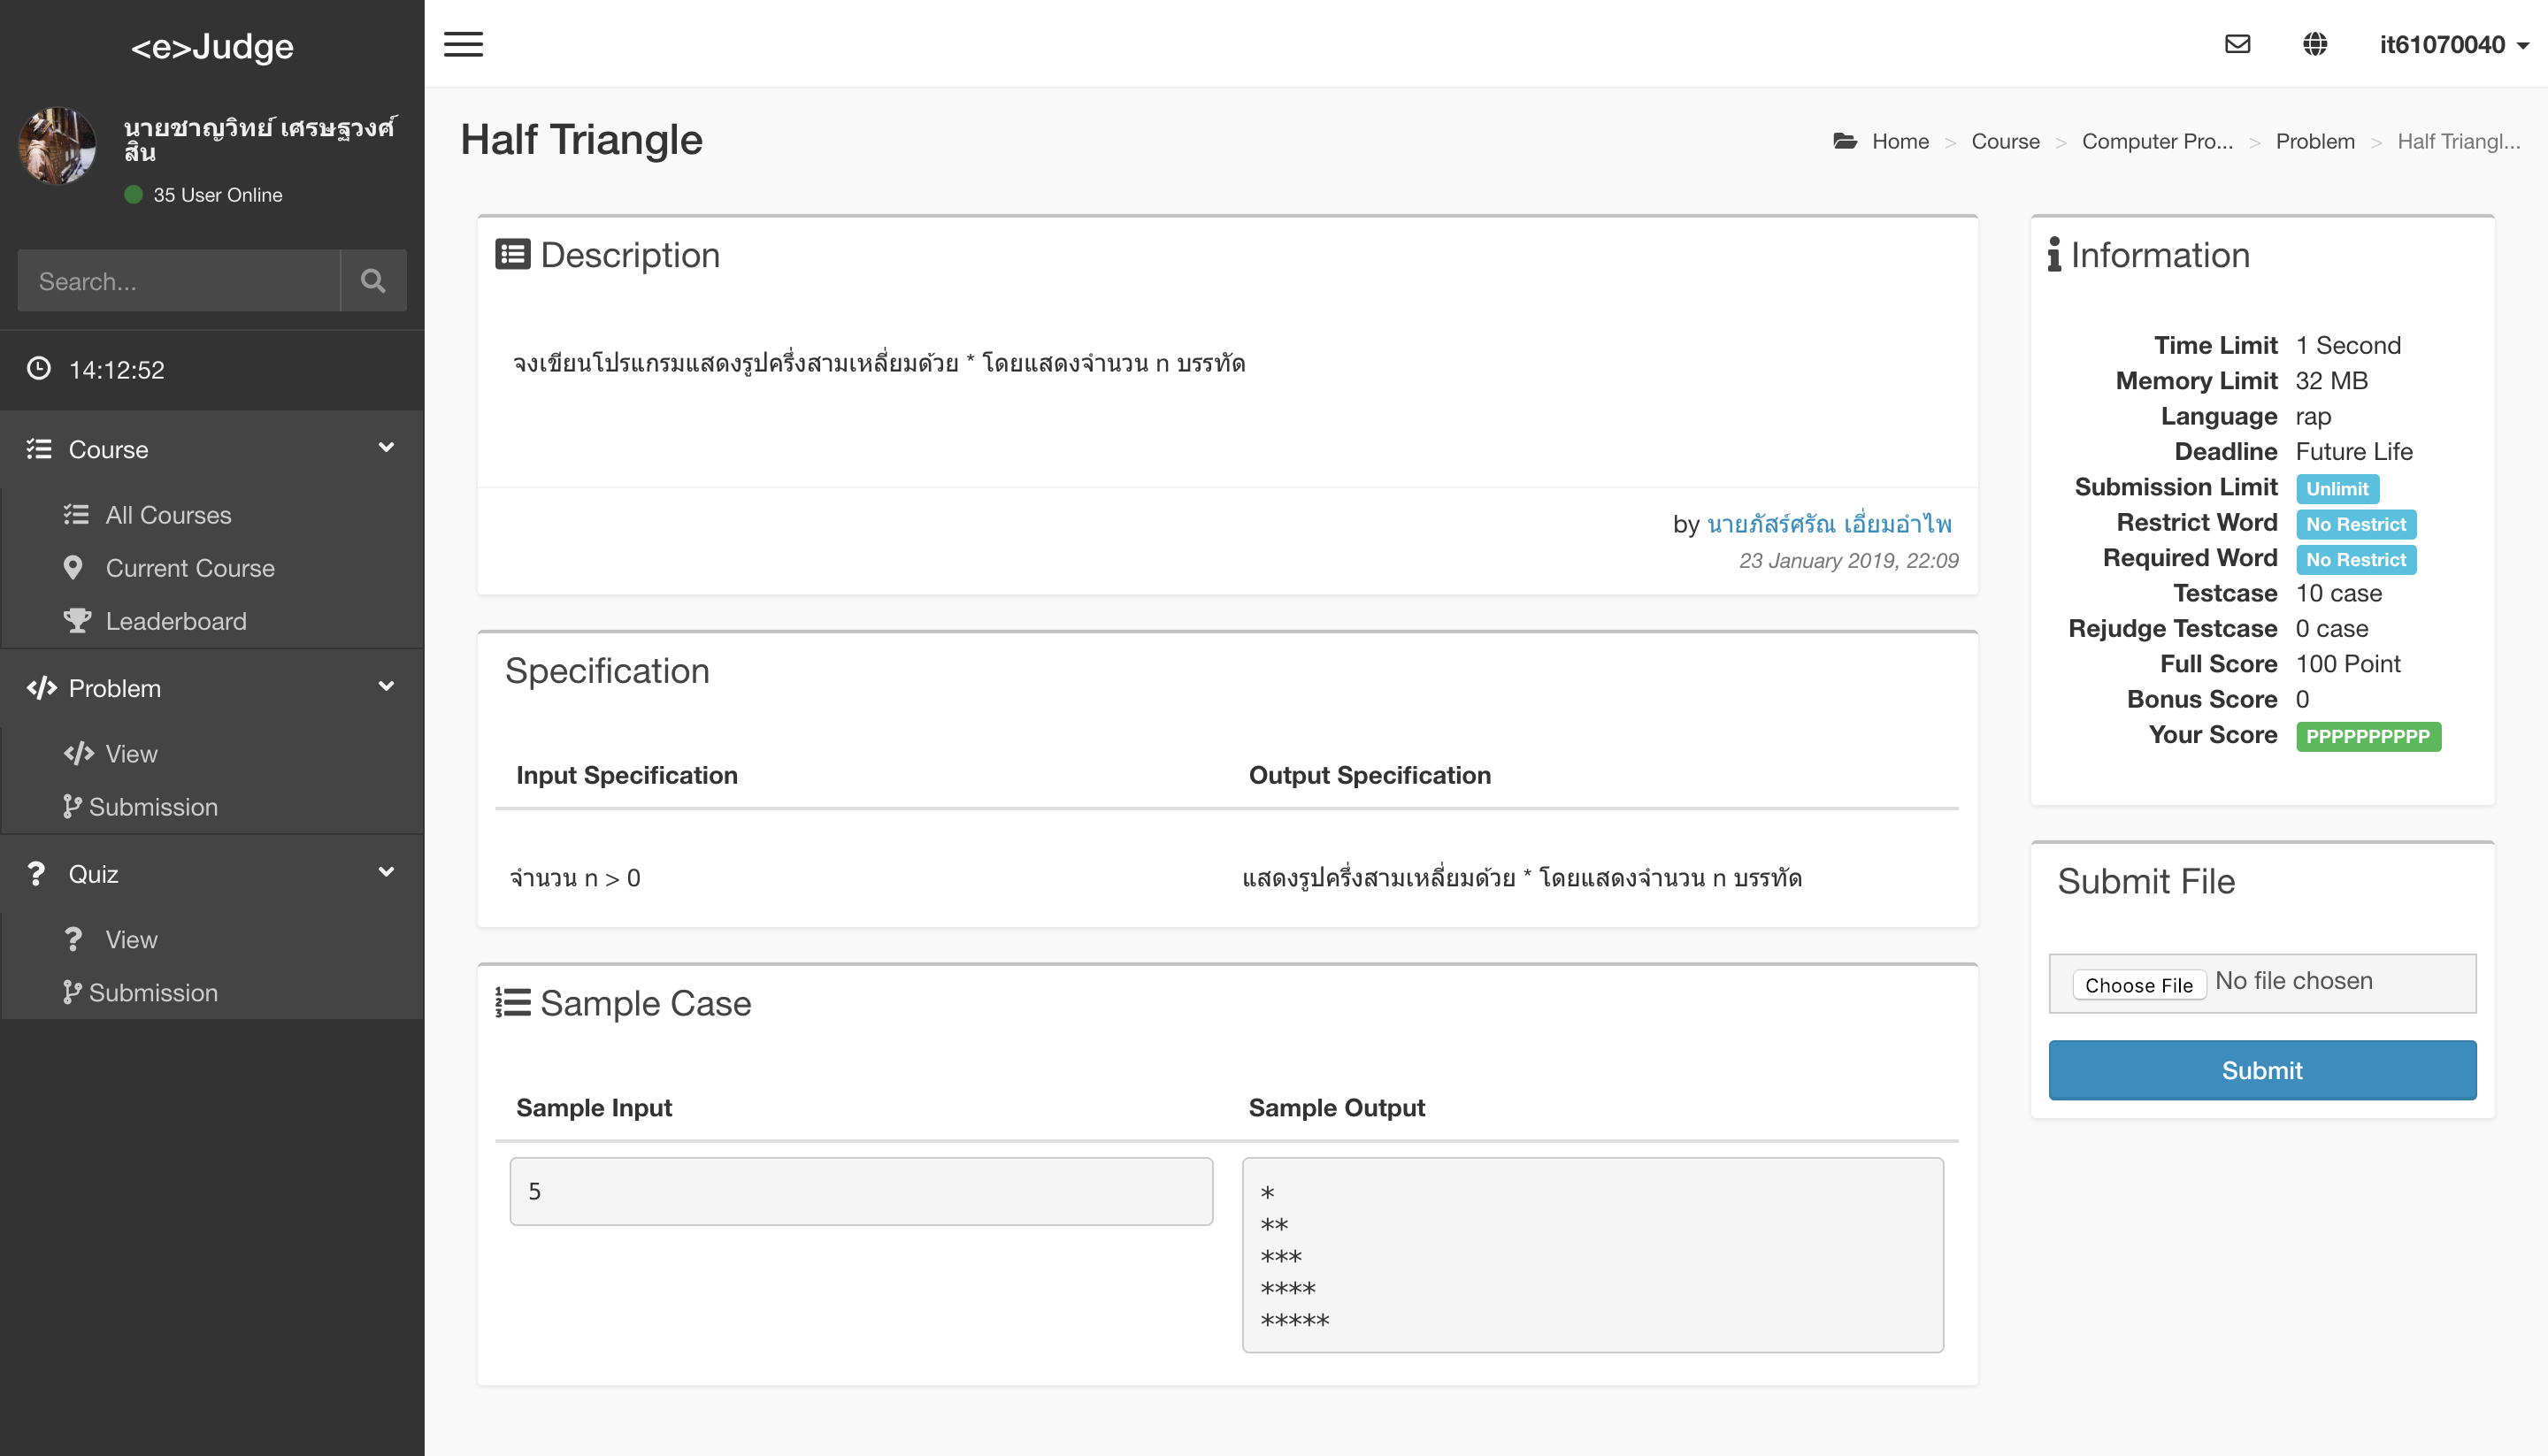 <e>Judge
นายชาญวิทย์ เศรษฐวงศ์
สิน
35 User Online
Search...
14:12:52
Course
All Courses
Current Course
Leaderboard
Problem
View
Submission
Quiz
View
Submission
it61070040
Half Triangle
Home > Course > Computer Pro... > Problem > Half Triangl...
Description
จงเขียนโปรแกรมแสดงรูปครึ่งสามเหลี่ยมด้วย * โดยแสดงจำนวน n บรรทัด
by นายภัสร์ศรัณ เอี่ยมอำไพ
23 January 2019, 22:09
Specification
Input Specification Output Specification
จำนวน n > 0 แสดงรูปครึ่งสามเหลี่ยมด้วย * โดยแสดงจำนวน n บรรทัด
Sample Case
Sample Input Sample Output
5
*
**
***
****
*****
Information
Time Limit 1 Second
Memory Limit 32 MB
Language rap
Deadline Future Life
Submission Limit Unlimit
Restrict Word No Restrict
Required Word No Restrict
Testcase 10 case
Rejudge Testcase 0 case
Full Score 100 Point
Bonus Score 0
Your Score PPPPPPPPPP
Submit File
Choose File No file chosen
Submit